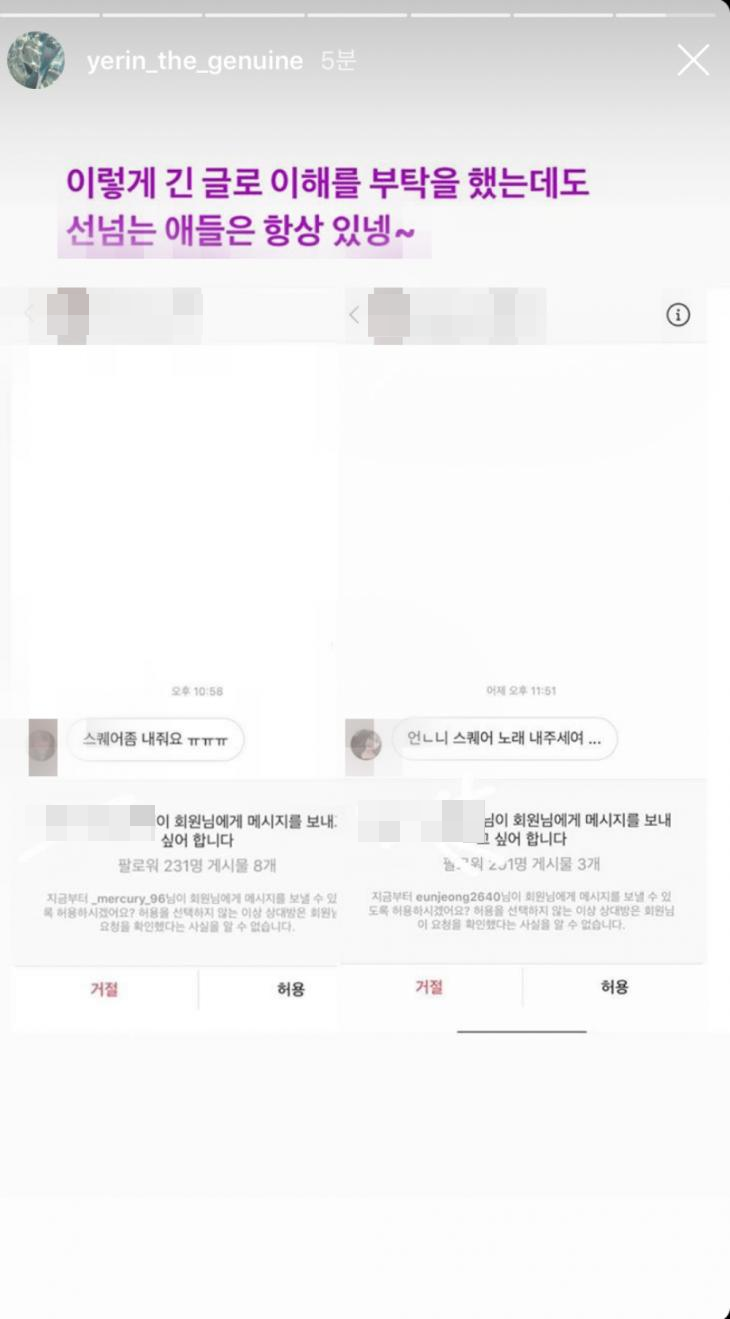 yerin_the_genuine 5분
이렇게 긴 글로 이해를 부탁을 했는데도
선넘는 애들은 항상 있넹~
오후 10:58
스퀘어좀 내줘요 ㅠㅠㅠ
이 회원님에게 메시지를 보내
싶어 합니다
팔로워 231명 게시물 8개
지금부터 _mercury_96님이 회원님에게 메시지를 보낼 수 있
록 허용하시겠어요? 허용을 선택하지 않는 이상 상대방은 회원님
요청을 확인했다는 사실을 알 수 없습니다.
거절 허용
어제 오후 11:51
언ㄴ니 스퀘어 노래 내주세여 ...
님이 회원님에게 메시지를 보내
고 싶어 합니다
팔로워 명 게시물 3개
지금부터 eunjeong2640님이 회원님에게 메시지를 보낼 수 있
도록 허용하시겠어요? 허용을 선택하지 않는 이상 상대방은 회원님
이 요청을 확인했다는 사실을 알 수 없습니다.
거절 허용